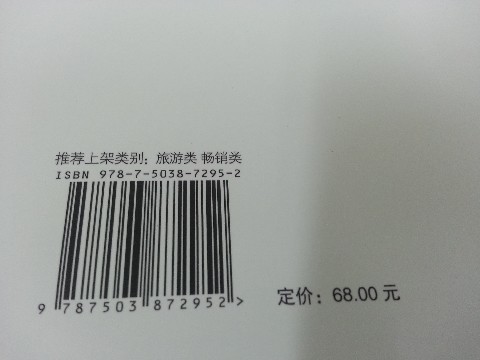 推荐上架类别：旅游类 畅销类
ISBN 978-7-5038-7295-2
9 787503 872952>
定价：68.00 元